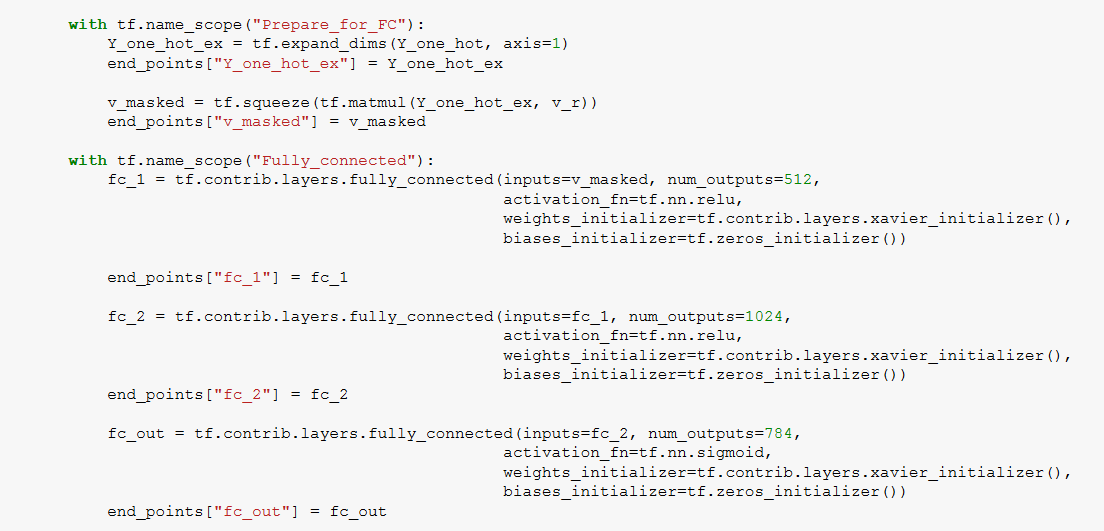 with tf.name_scope("Prepare_for_FC"):
    Y_one_hot_ex = tf.expand_dims(Y_one_hot, axis=1)
    end_points["Y_one_hot_ex"] = Y_one_hot_ex

    v_masked = tf.squeeze(tf.matmul(Y_one_hot_ex, v_r))
    end_points["v_masked"] = v_masked

with tf.name_scope("Fully_connected"):
    fc_1 = tf.contrib.layers.fully_connected(inputs=v_masked, num_outputs=512,
                                             activation_fn=tf.nn.relu,
                                             weights_initializer=tf.contrib.layers.xavier_initializer(),
                                             biases_initializer=tf.zeros_initializer())

    end_points["fc_1"] = fc_1

    fc_2 = tf.contrib.layers.fully_connected(inputs=fc_1, num_outputs=1024,
                                             activation_fn=tf.nn.relu,
                                             weights_initializer=tf.contrib.layers.xavier_initializer(),
                                             biases_initializer=tf.zeros_initializer())
    end_points["fc_2"] = fc_2

    fc_out = tf.contrib.layers.fully_connected(inputs=fc_2, num_outputs=784,
                                             activation_fn=tf.nn.sigmoid,
                                             weights_initializer=tf.contrib.layers.xavier_initializer(),
                                             biases_initializer=tf.zeros_initializer())
    end_points["fc_out"] = fc_out